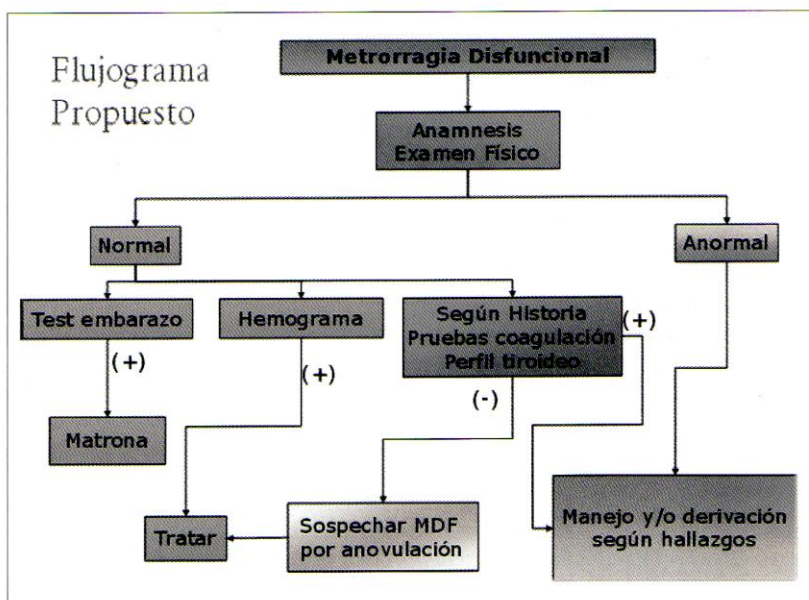 Flujograma
Propuesto
Metrorragia Disfuncional
Anamnesis
Examen Físico
Normal
Anormal
Test embarazo
Hemograma
Según Historia
Pruebas coagulación
Perfil tiroideo
(+)
(+)
(+)
(-)
Matrona
Tratar
Sospechar MDF
por anovulación
Manejo y/o derivación
según hallazgos